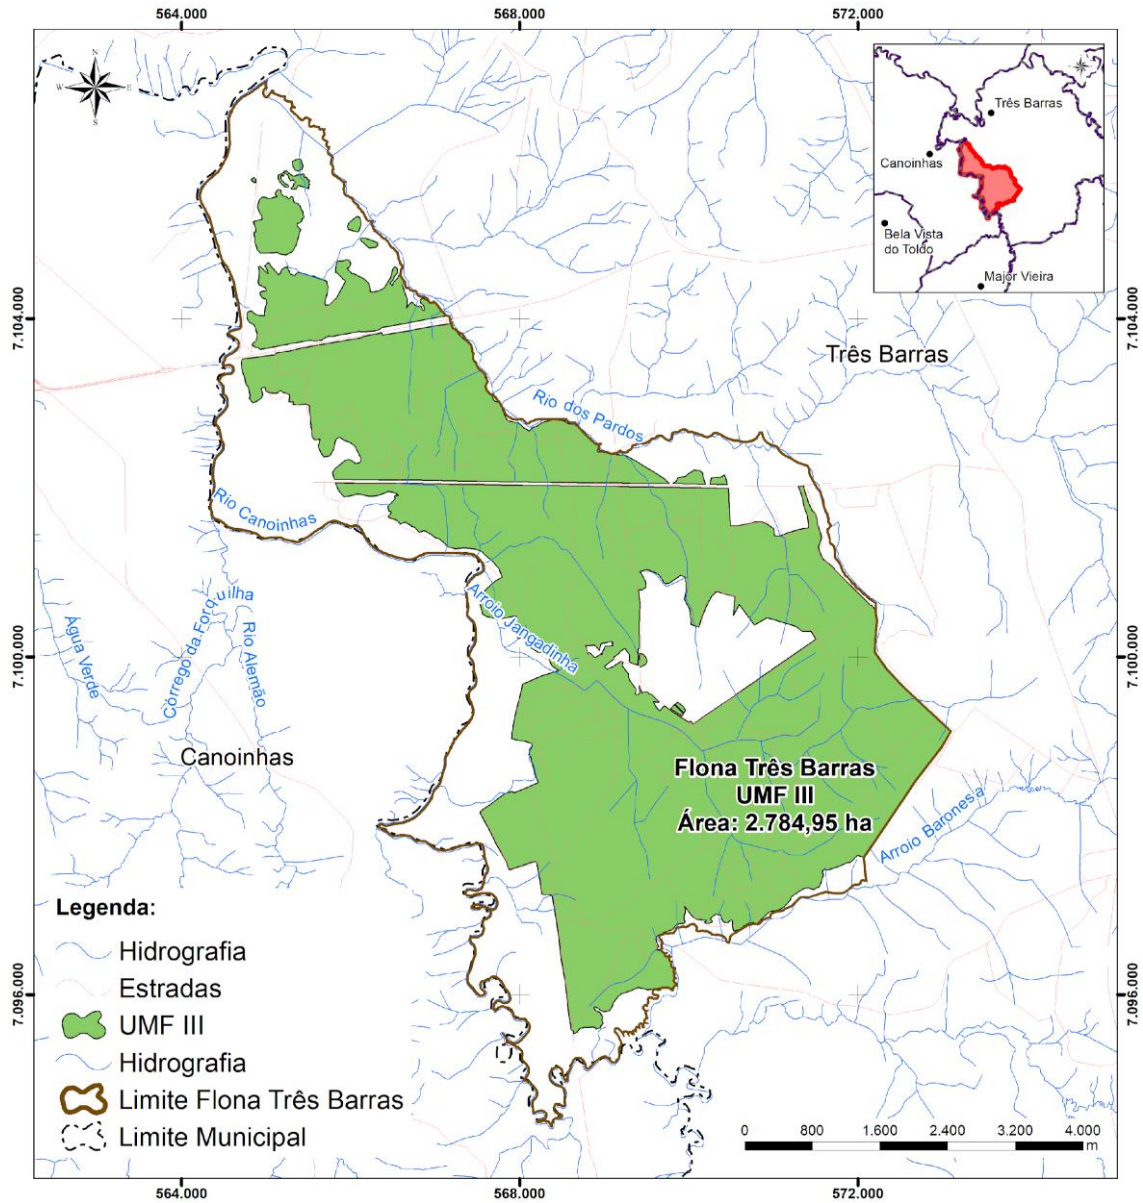 564.000
568.000
572.000
N
W
E
S
Três Barras
Canoinhas
Bela Vista
do Toldo
Major Vieira
7.104.000
7.104.000
Três Barras
Rio dos Pardos
Rio Canoinhas
Arroio Jangadinha
Água Verde
Córrego da Forquilha
Rio Alemão
7.100.000
7.100.000
Canoinhas
Flona Três Barras
UMF III
Área: 2.784,95 ha
Arroio Baronesa
Legenda:
Hidrografia
Estradas
UMF III
Hidrografia
Limite Flona Três Barras
Limite Municipal
7.096.000
7.096.000
0 800 1.600 2.400 3.200 4.000
m
564.000
568.000
572.000